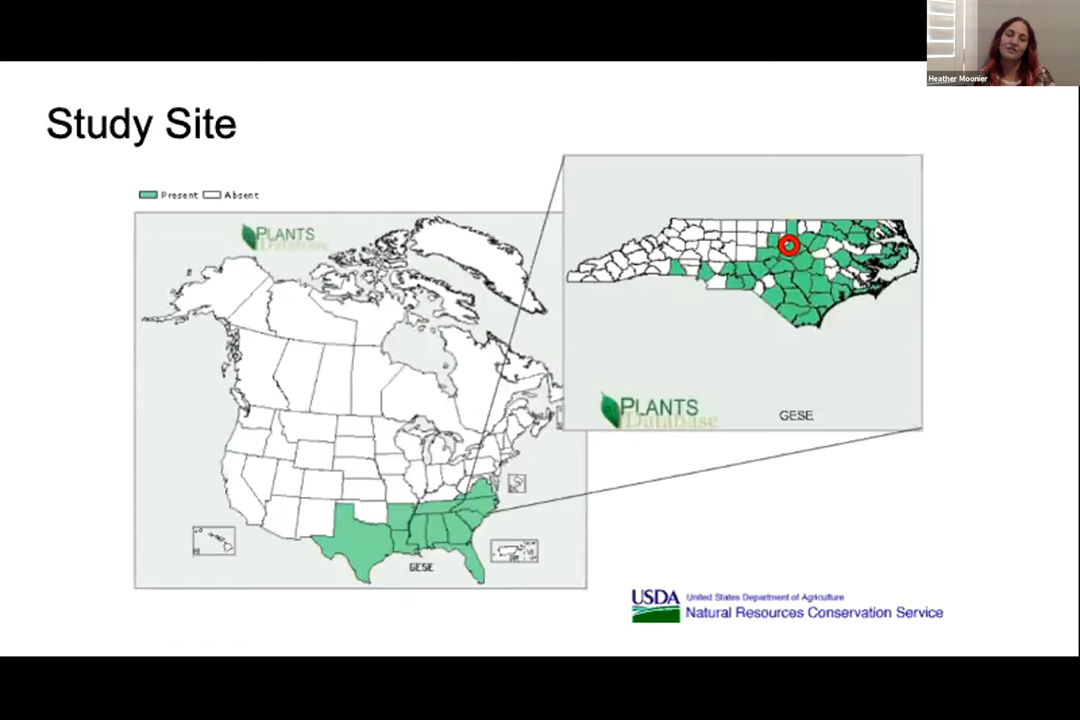 Heather Moonier
Study Site
Present Absent
PLANTS
Database
GESE
PLANTS
Database
GESE
USDA
United States Department of Agriculture
Natural Resources Conservation Service